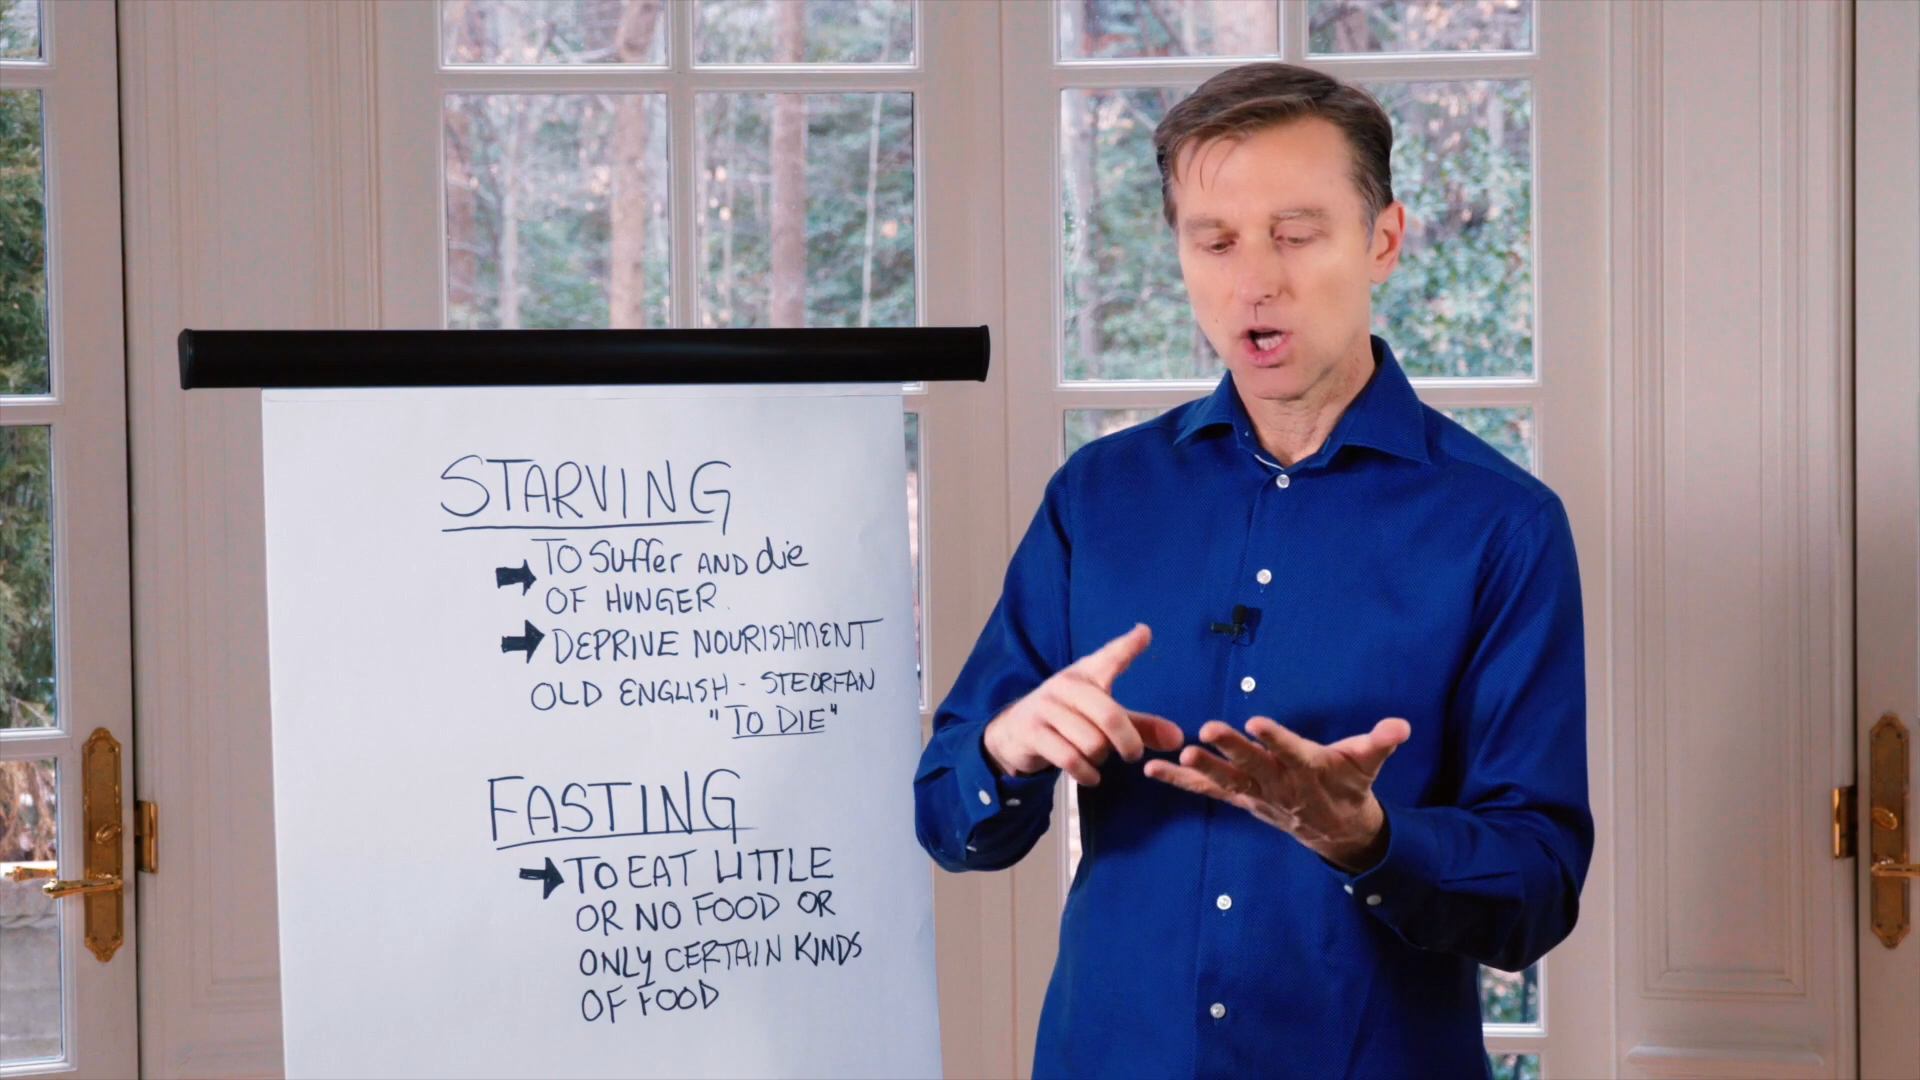 STARVING
TO Suffer AND die
OF HUNGER.
DEPRIVE NOURISHMENT
OLD ENGLISH - STEORFAN
"TO DIE"
FASTING
TO EAT LITTLE
OR NO FOOD OR
ONLY CERTAIN KINDS
OF FOOD